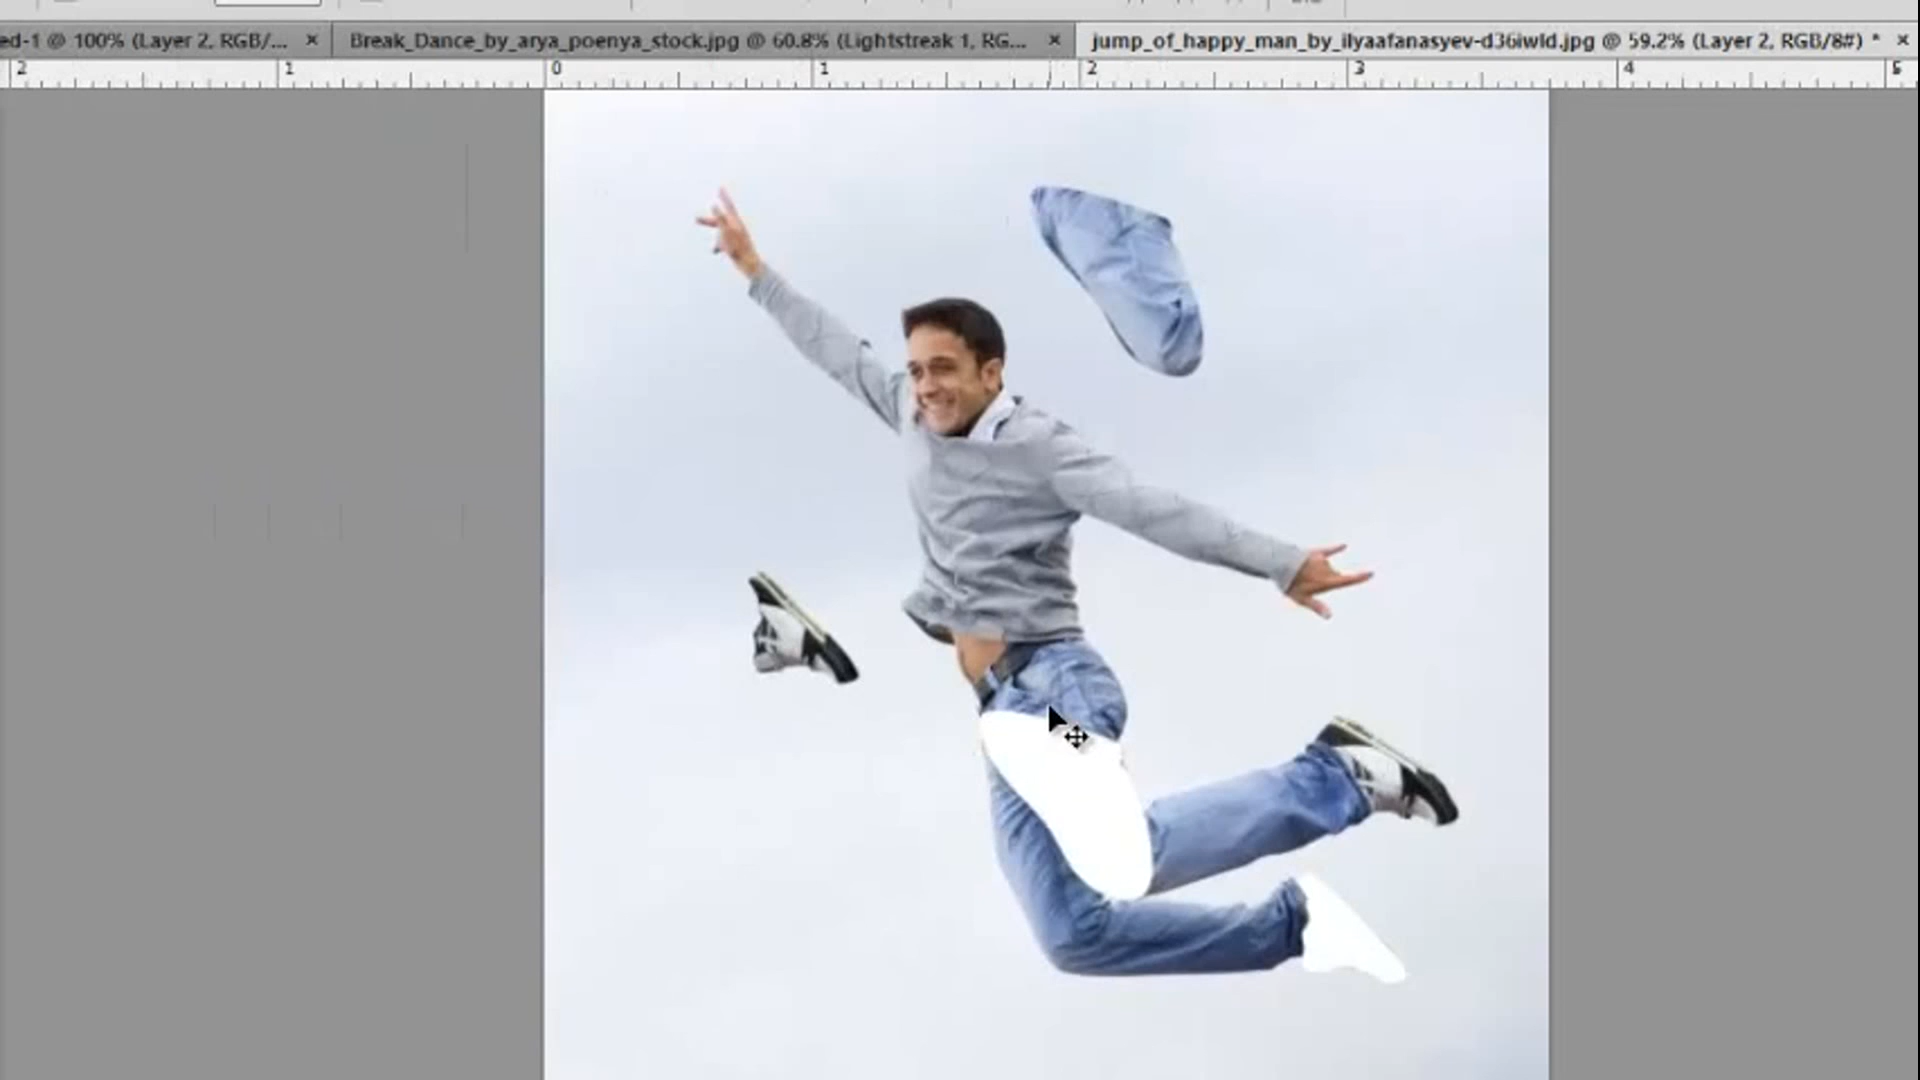 ed-1 @ 100% (Layer 2, RGB/... × Break_Dance_by_arya_poenya_stock.jpg @ 60.8% (Lightstreak 1, RG... × jump_of_happy_man_by_ilyaafanasyev-d36iwld.jpg @ 59.2% (Layer 2, RGB/8#) * ×
2 1 0 1 2 3 4 5